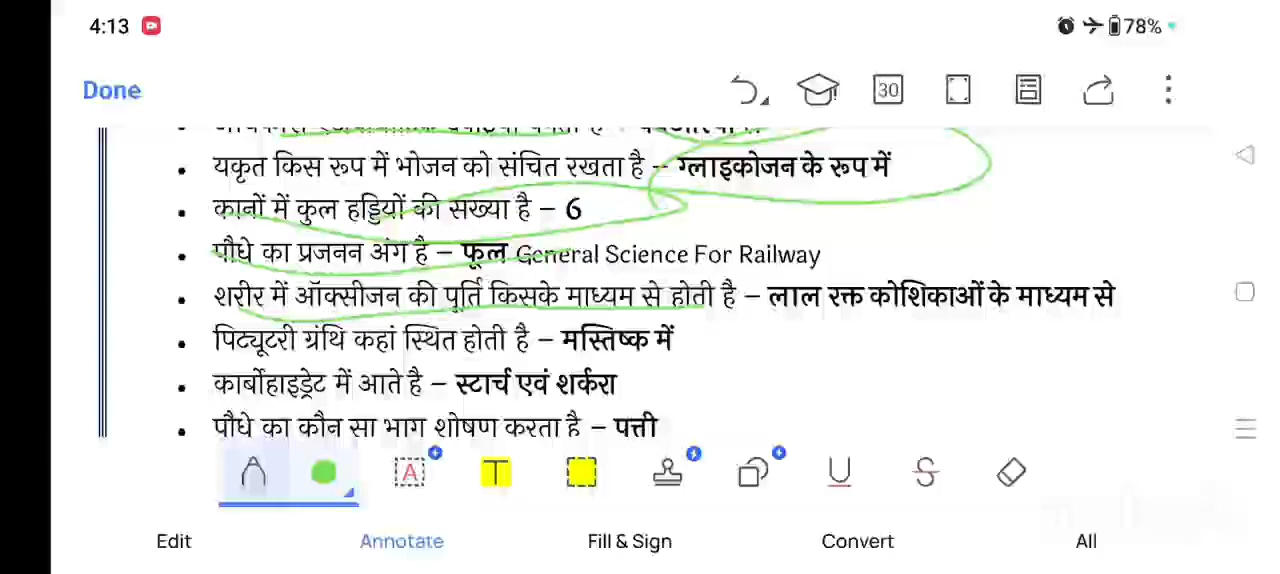 4:13
78%
Done
30
• यकृत किस रूप में भोजन को संचित रखता है – ग्लाइकोजन के रूप में
• कानों में कुल हड्डियों की सख्या है – 6
• पौधे का प्रजनन अंग है – फूल General Science For Railway
• शरीर में ऑक्सीजन की पूर्ति किसके माध्यम से होती है – लाल रक्त कोशिकाओं के माध्यम से
• पिट्यूटरी ग्रंथि कहां स्थित होती है – मस्तिष्क में
• कार्बोहाइड्रेट में आते है – स्टार्च एवं शर्करा
• पौधे का कौन सा भाग शोषण करता है – पत्ती
A T U S
Edit Annotate Fill & Sign Convert All